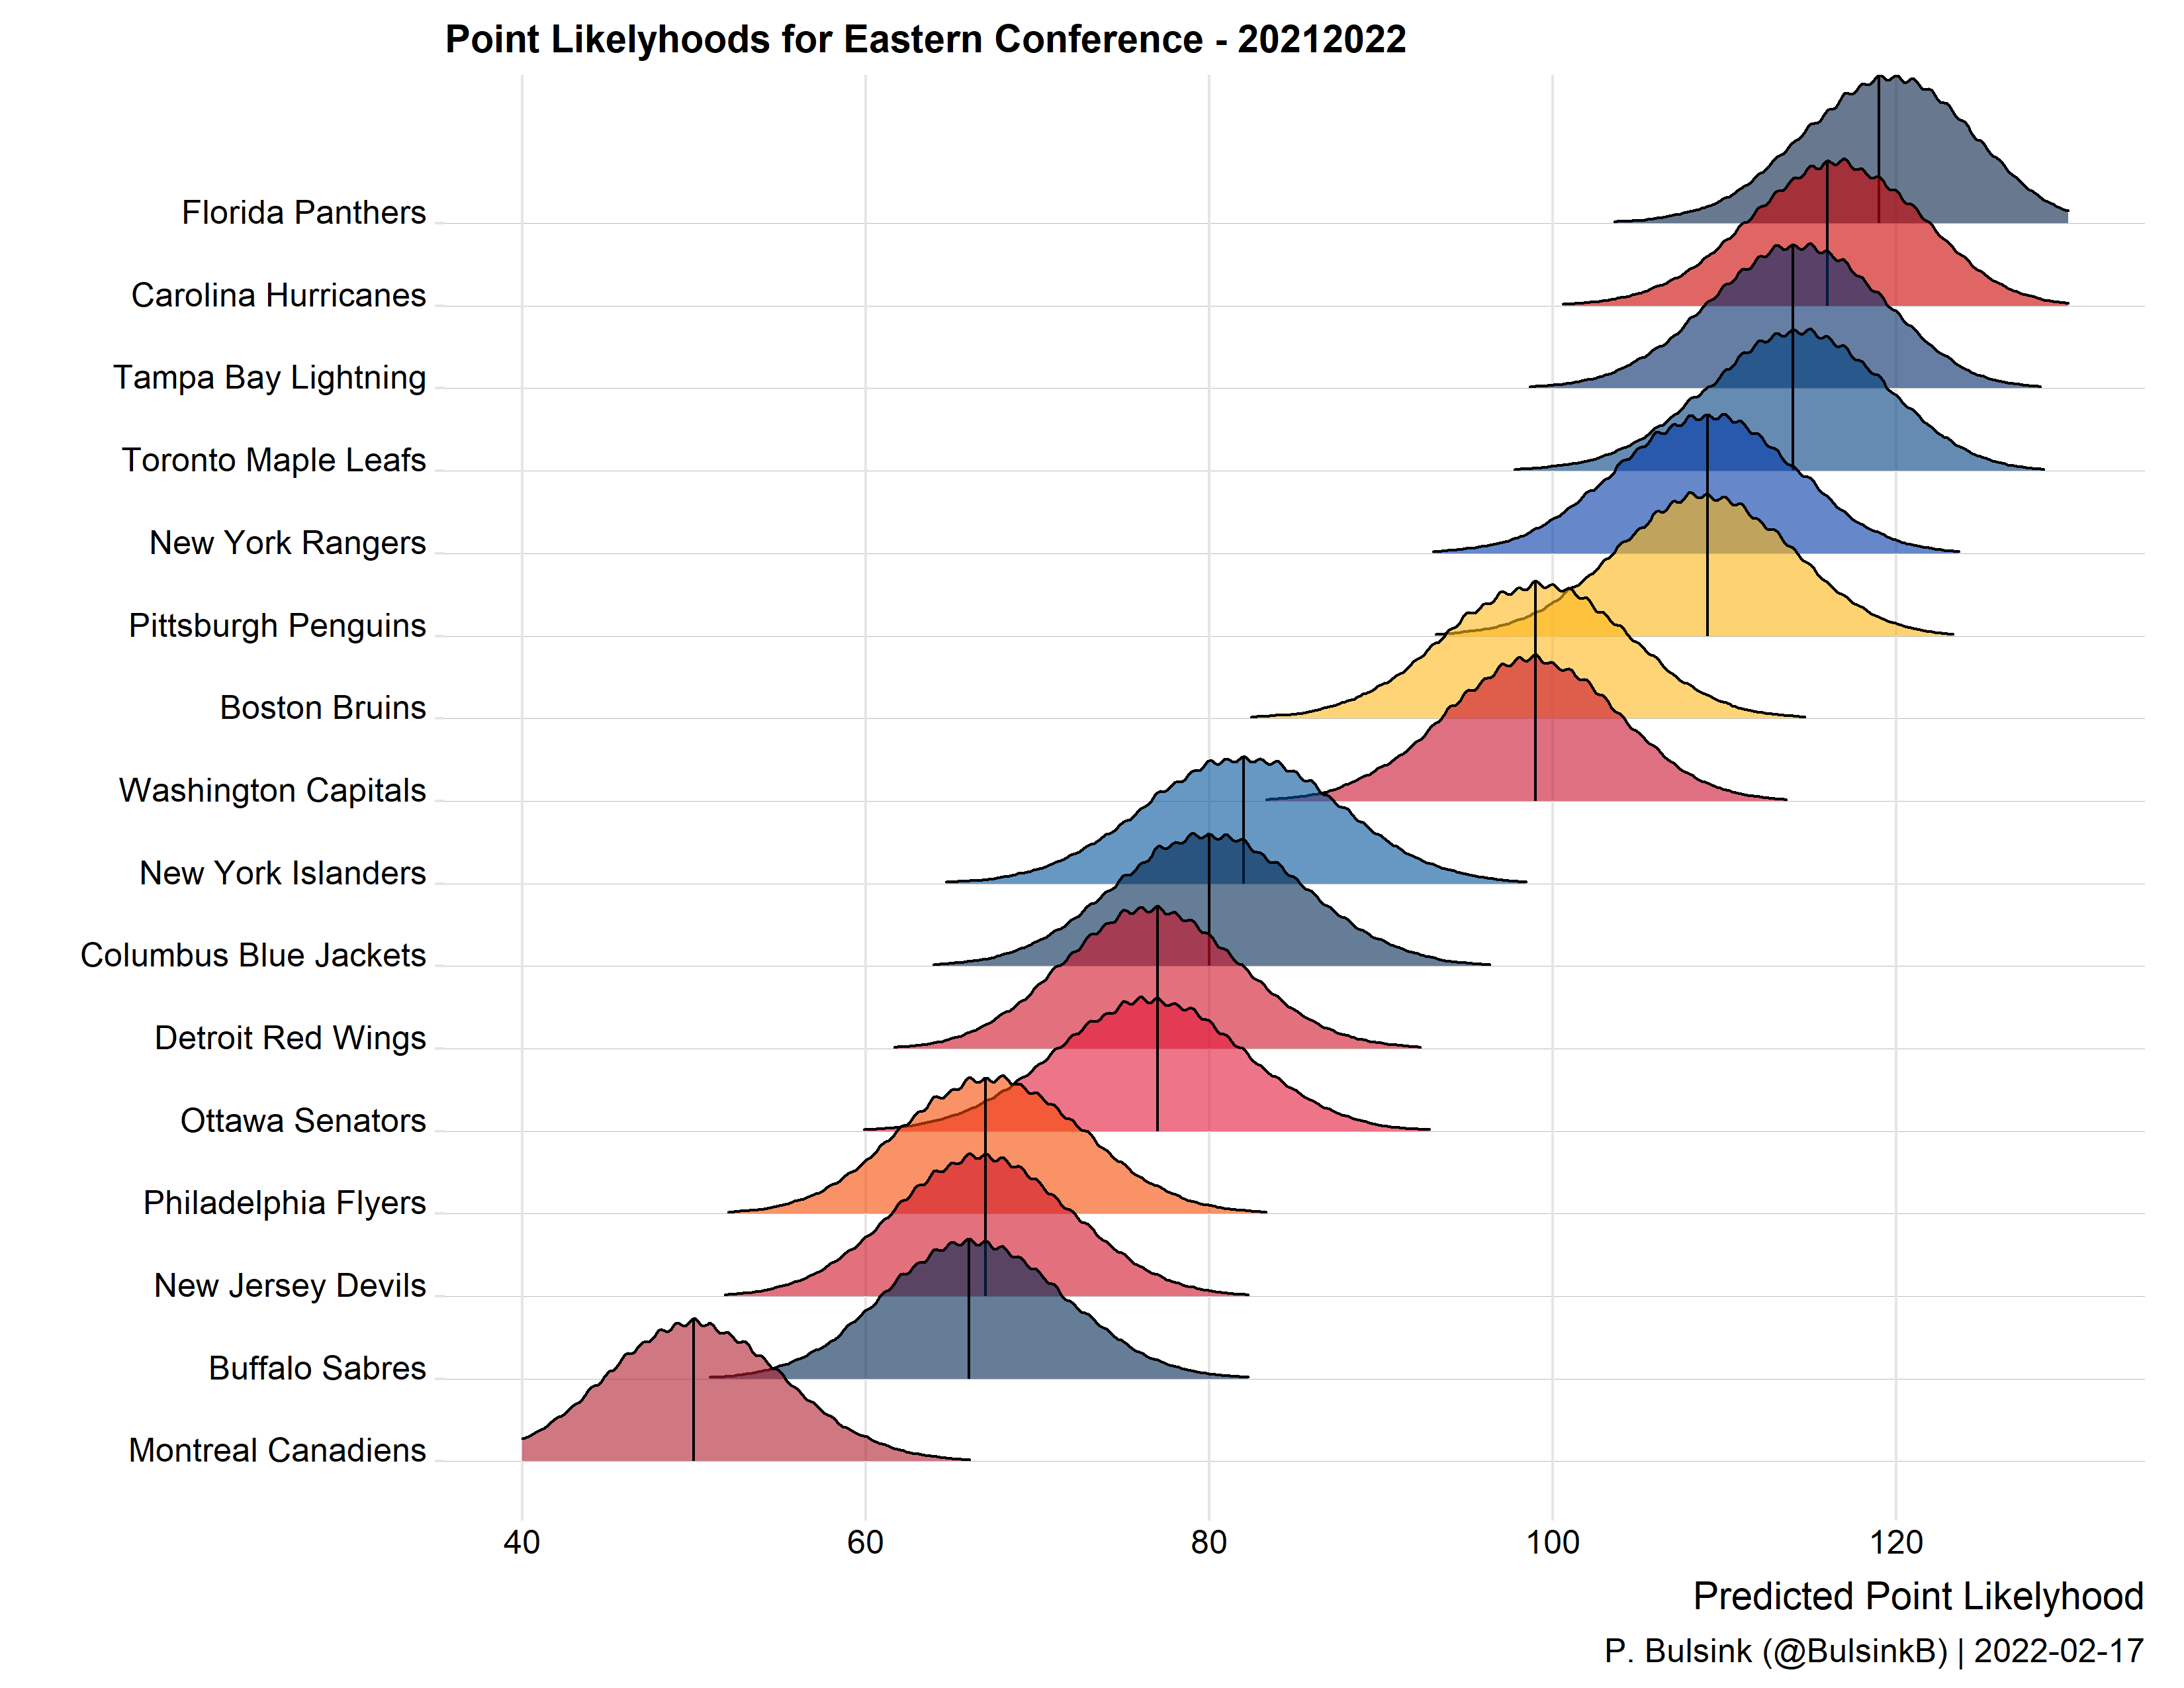 Point Likelyhoods for Eastern Conference - 20212022
Florida Panthers
Carolina Hurricanes
Tampa Bay Lightning
Toronto Maple Leafs
New York Rangers
Pittsburgh Penguins
Boston Bruins
Washington Capitals
New York Islanders
Columbus Blue Jackets
Detroit Red Wings
Ottawa Senators
Philadelphia Flyers
New Jersey Devils
Buffalo Sabres
Montreal Canadiens
40 60 80 100 120
Predicted Point Likelyhood
P. Bulsink (@BulsinkB) | 2022-02-17